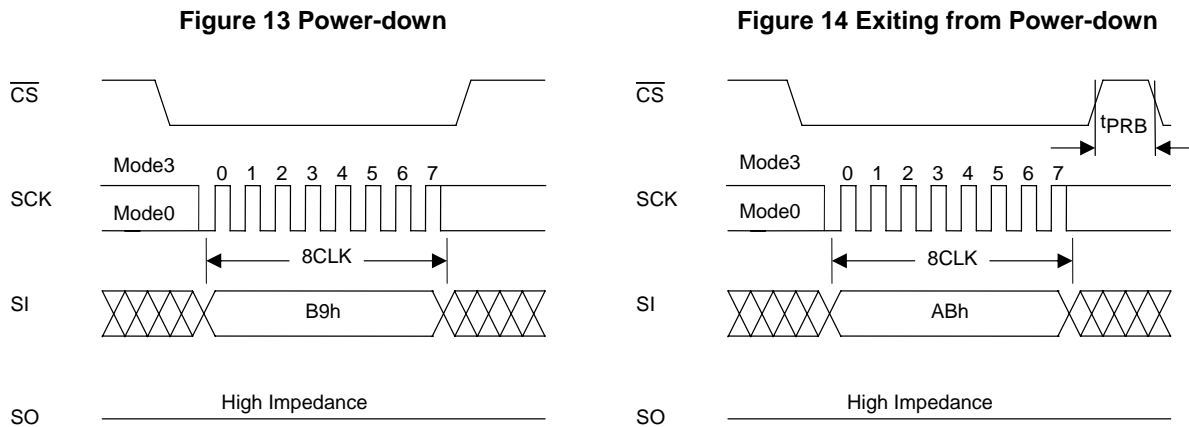 Figure 13 Power-down
CS
Mode3
0 1 2 3 4 5 6 7
SCK
Mode0
8CLK
SI
B9h
High Impedance
SO
Figure 14 Exiting from Power-down
CS
tPRB
Mode3
0 1 2 3 4 5 6 7
SCK
Mode0
8CLK
SI
ABh
High Impedance
SO